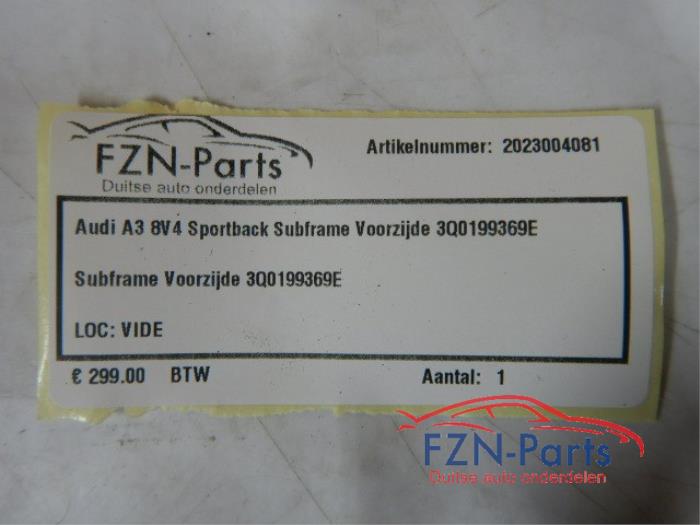 FZN-Parts
Duitse auto onderdelen
Artikelnummer: 2023004081
Audi A3 8V4 Sportback Subframe Voorzijde 3Q0199369E
Subframe Voorzijde 3Q0199369E
LOC: VIDE
€ 299.00 BTW Aantal: 1
FZN-Parts
Duitse auto onderdelen